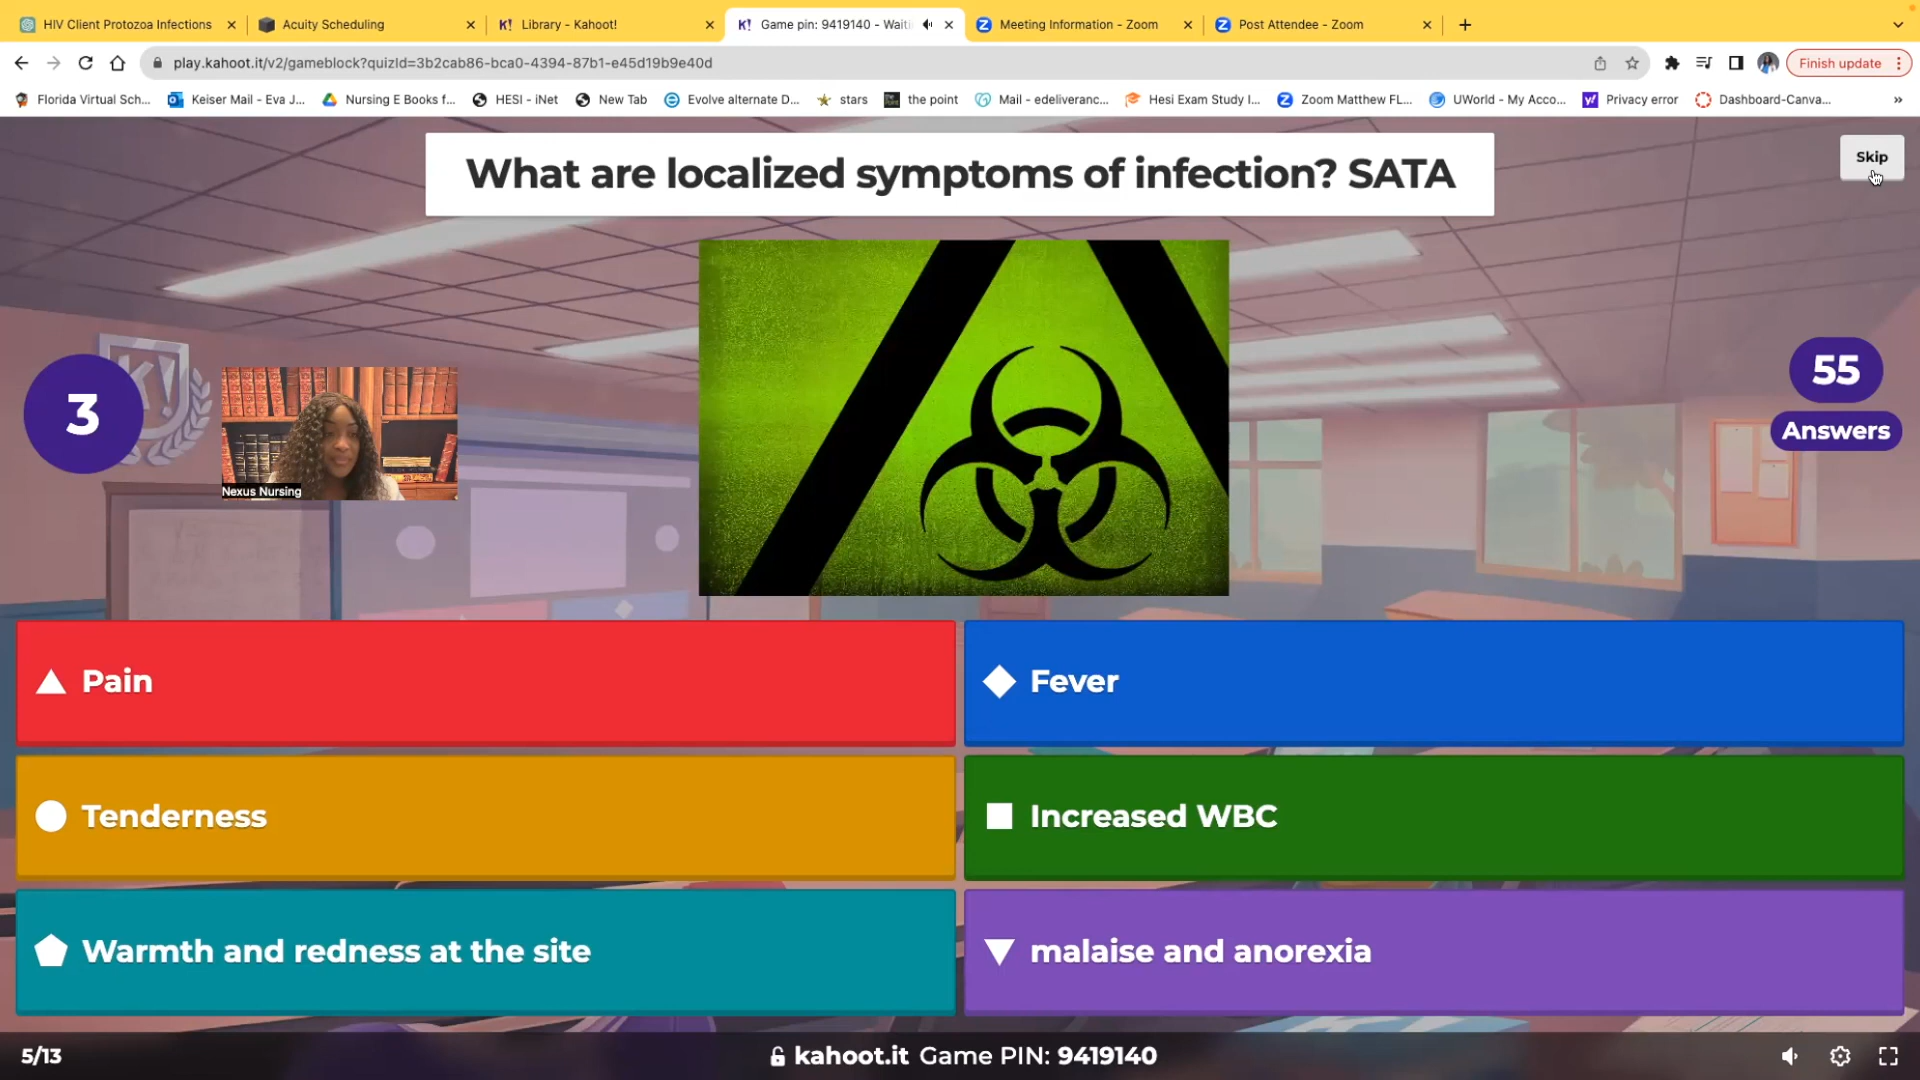 HIV Client Protozoa Infections
Acuity Scheduling
K! Library - Kahoot!
K! Game pin: 9419140 - Waiti
Meeting Information - Zoom
Post Attendee - Zoom
play.kahoot.it/v2/gameblock?quizId=3b2cab86-bca0-4394-87b1-e45d19b9e40d
Finish update
Florida Virtual Sch...
Keiser Mail - Eva J...
Nursing E Books f...
HESI - iNet
New Tab
Evolve alternate D...
stars
the point
Mail - edeliveranc...
Hesi Exam Study I...
Zoom Matthew FL...
UWorld - My Acco...
Privacy error
Dashboard-Canva...
What are localized symptoms of infection? SATA
Skip
3
Nexus Nursing
55
Answers
Pain
Fever
Tenderness
Increased WBC
Warmth and redness at the site
malaise and anorexia
5/13
kahoot.it Game PIN: 9419140